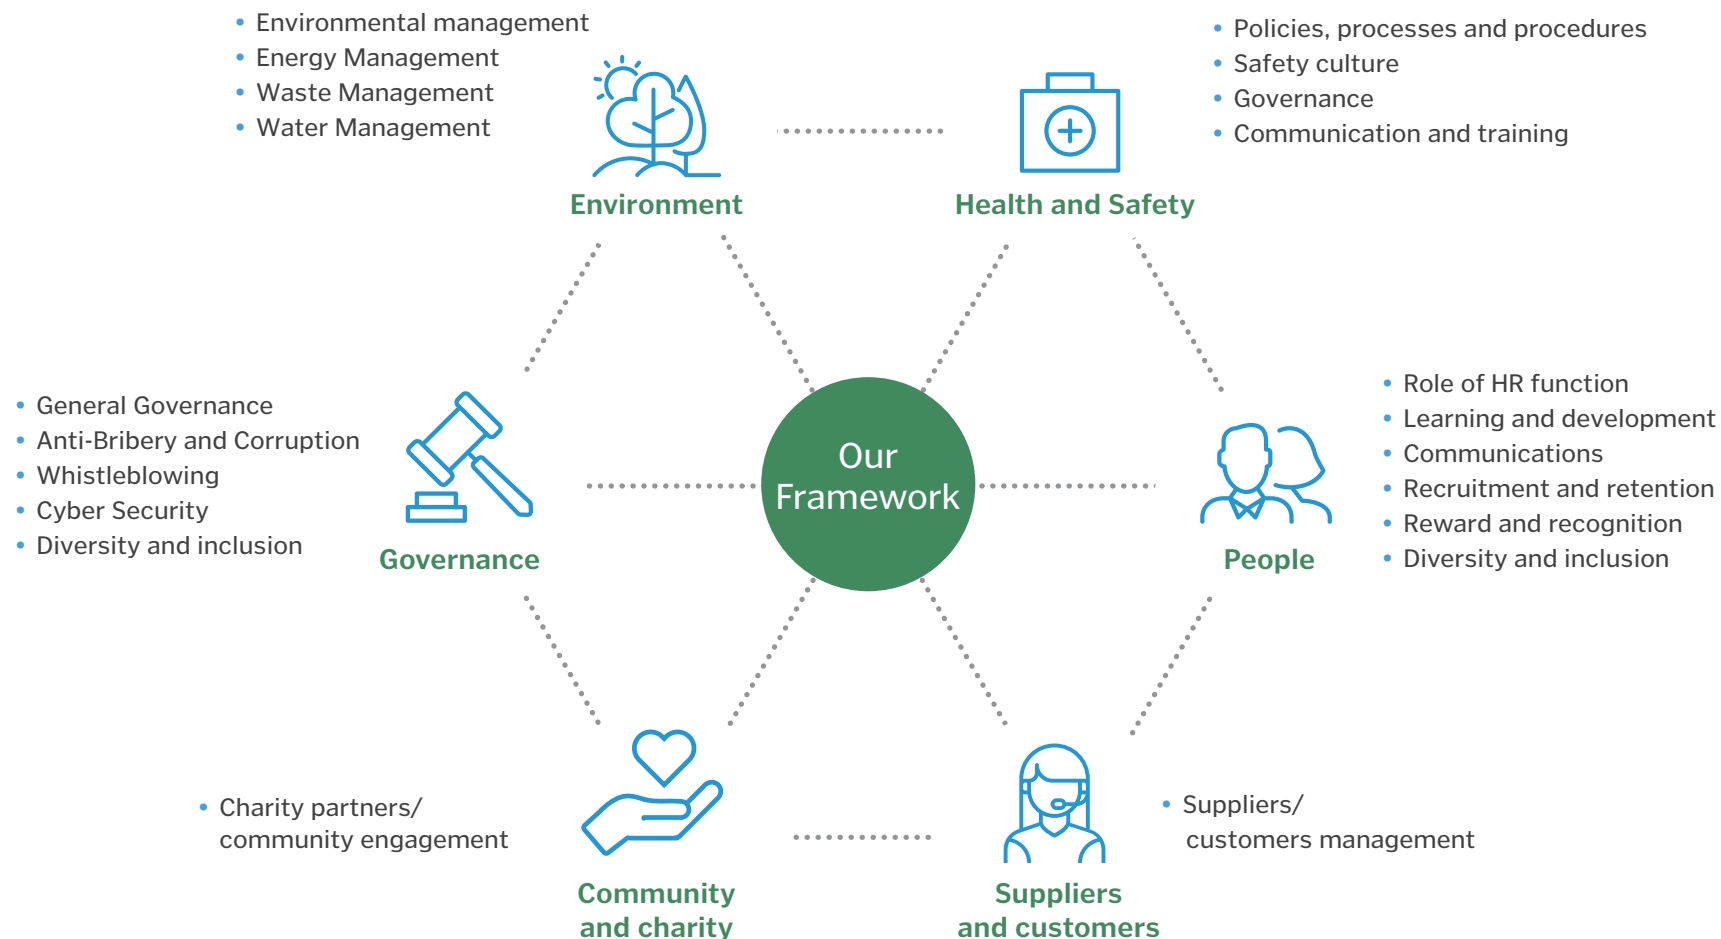 • Environmental management
• Energy Management
• Waste Management
• Water Management
Environment
• Policies, processes and procedures
• Safety culture
• Governance
• Communication and training
Health and Safety
• General Governance
• Anti-Bribery and Corruption
• Whistleblowing
• Cyber Security
• Diversity and inclusion
Governance
Our
Framework
• Role of HR function
• Learning and development
• Communications
• Recruitment and retention
• Reward and recognition
• Diversity and inclusion
People
• Charity partners/
community engagement
Community
and charity
• Suppliers/
customers management
Suppliers
and customers